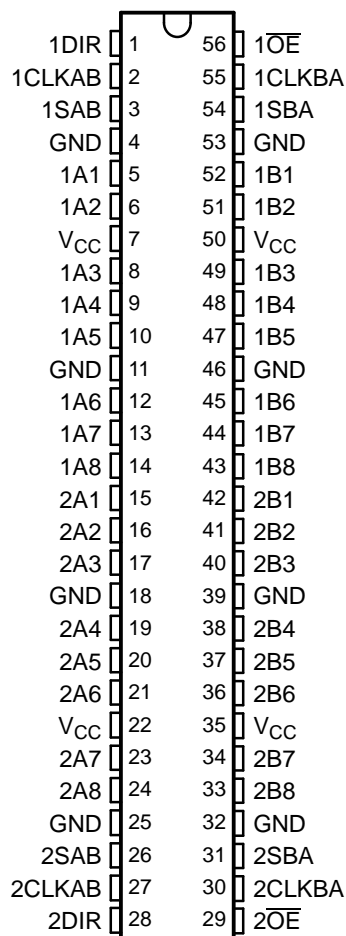 1DIR 1 56 1O̅E̅
1CLKAB 2 55 1CLKBA
1SAB 3 54 1SBA
GND 4 53 GND
1A1 5 52 1B1
1A2 6 51 1B2
VCC 7 50 VCC
1A3 8 49 1B3
1A4 9 48 1B4
1A5 10 47 1B5
GND 11 46 GND
1A6 12 45 1B6
1A7 13 44 1B7
1A8 14 43 1B8
2A1 15 42 2B1
2A2 16 41 2B2
2A3 17 40 2B3
GND 18 39 GND
2A4 19 38 2B4
2A5 20 37 2B5
2A6 21 36 2B6
VCC 22 35 VCC
2A7 23 34 2B7
2A8 24 33 2B8
GND 25 32 GND
2SAB 26 31 2SBA
2CLKAB 27 30 2CLKBA
2DIR 28 29 2O̅E̅